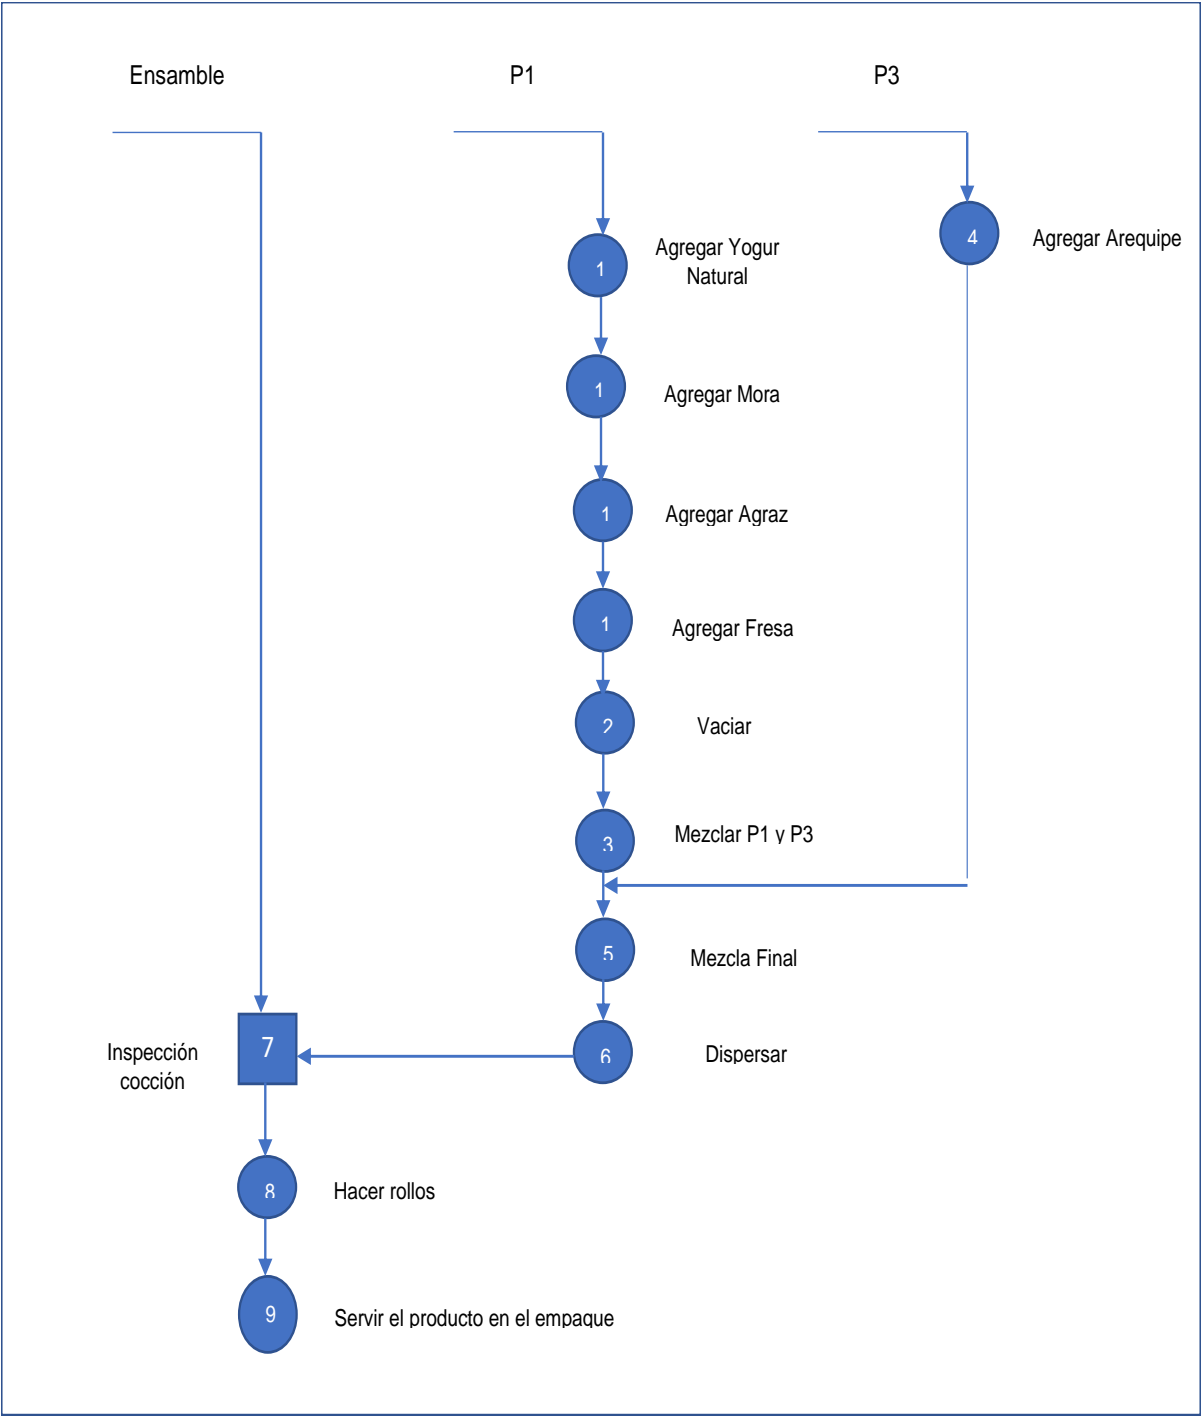 Ensamble
P1
P3
4
Agregar Arequipe
1
Agregar Yogur
Natural
1
Agregar Mora
1
Agregar Agraz
1
Agregar Fresa
2
Vaciar
3
Mezclar P1 y P3
5
Mezcla Final
Inspección
cocción
7
6
Dispersar
8
Hacer rollos
9
Servir el producto en el empaque